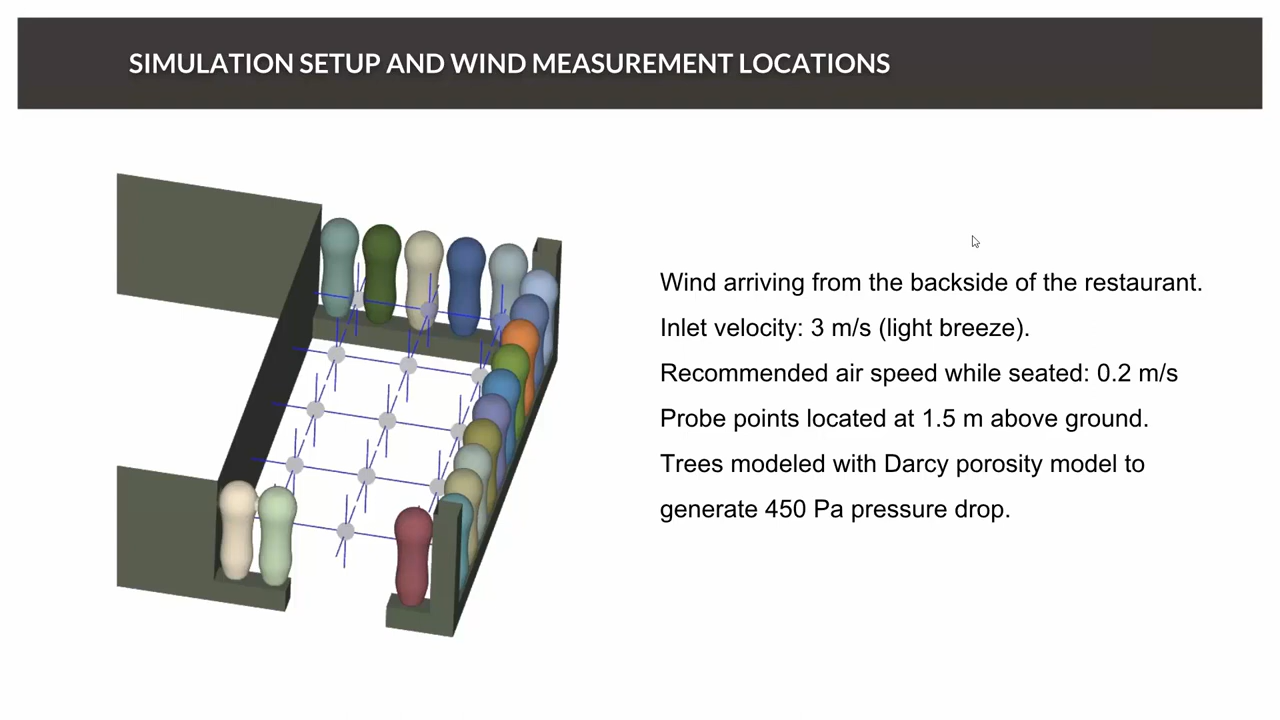 SIMULATION SETUP AND WIND MEASUREMENT LOCATIONS
Wind arriving from the backside of the restaurant.
Inlet velocity: 3 m/s (light breeze).
Recommended air speed while seated: 0.2 m/s
Probe points located at 1.5 m above ground.
Trees modeled with Darcy porosity model to
generate 450 Pa pressure drop.